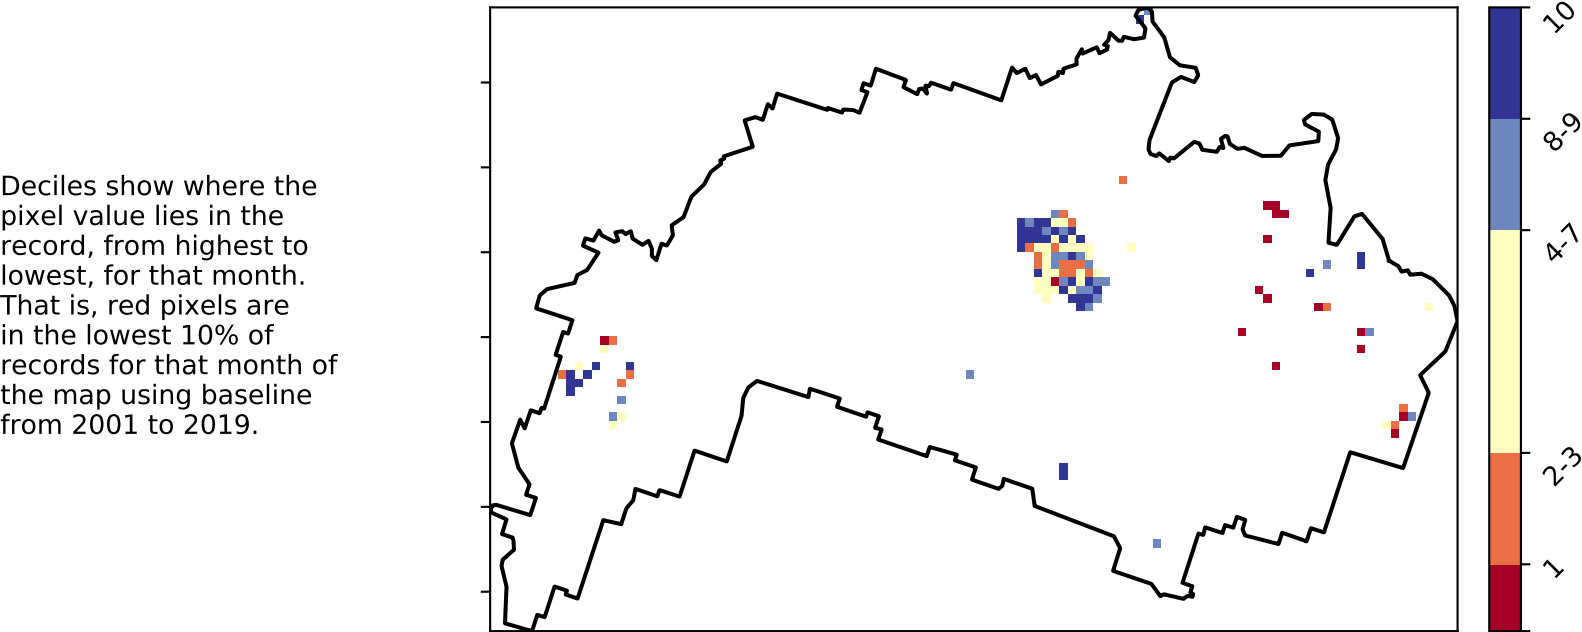 Deciles show where the
pixel value lies in the
record, from highest to
lowest, for that month.
That is, red pixels are
in the lowest 10% of
records for that month of
the map using baseline
from 2001 to 2019.
10
8-9
4-7
2-3
1